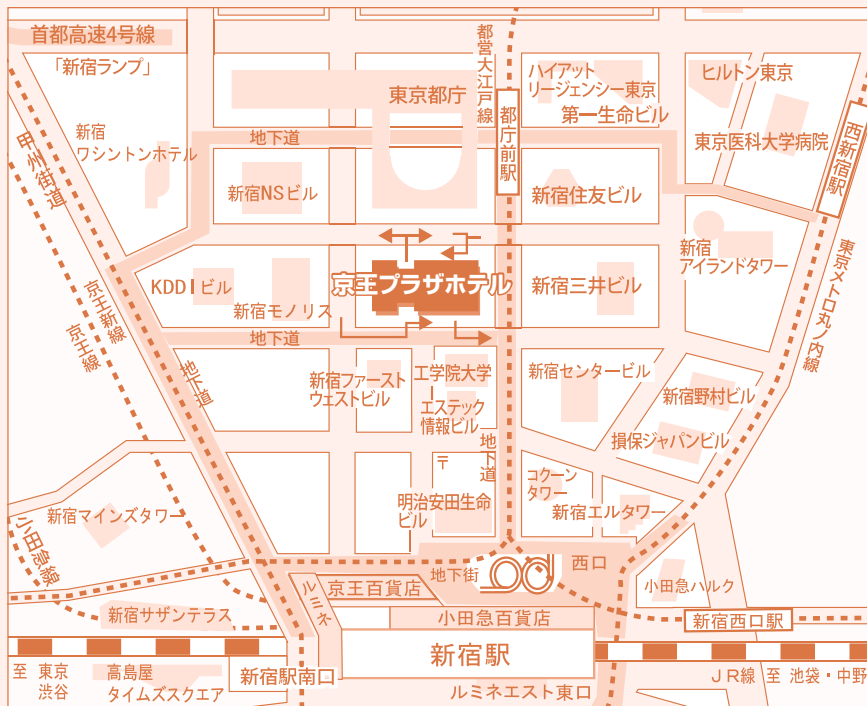 首都高速4号線
「新宿ランプ」
都営大江戸線
ハイアット
リージェンシー東京
ヒルトン東京
東京都庁
第一生命ビル
都庁前駅
西新宿駅
東京医科大学病院
新宿
ワシントンホテル
甲州街道
地下道
新宿NSビル
新宿住友ビル
新宿
アイランドタワー
東京メトロ丸ノ内線
京王プラザホテル
新宿三井ビル
KDDIビル
新宿モノリス
京王新線
京王線
地下道
地下道
新宿ファースト
ウェストビル
工学院大学
エステック
情報ビル
新宿センタービル
新宿野村ビル
損保ジャパンビル
地下道
〒
コクーン
タワー
明治安田生命
ビル
新宿エルタワー
新宿マインズタワー
小田急線
地下街
西口
小田急ハルク
ルミネ
京王百貨店
小田急百貨店
新宿サザンテラス
新宿西口駅
新宿駅
至 東京
渋谷
高島屋
タイムズスクエア
新宿駅南口
ルミネエスト東口
JR線 至 池袋・中野